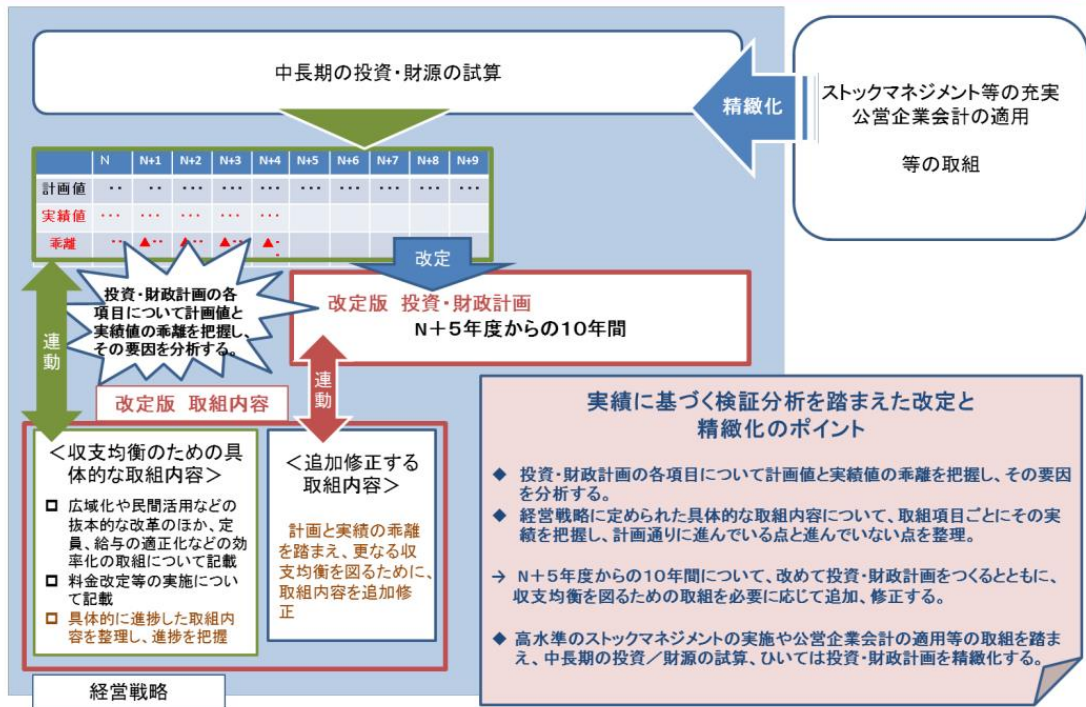 中長期の投資・財源の試算
精緻化
ストックマネジメント等の充実
公営企業会計の適用
等の取組
N N+1 N+2 N+3 N+4 N+5 N+6 N+7 N+8 N+9
計画値 ・・ ・・ ・・・ ・・・ ・・・ ・・・ ・・・ ・・・ ・・・ ・・・
実績値 ・・・ ・・・ ・・・ ・・・ ・・・
乖離 ・・ ▲・・ ▲・・ ▲・・ ▲・・
改定
投資・財政計画の各
項目について計画値と
実績値の乖離を把握し、
その要因を分析する。
改定版 投資・財政計画
N+5年度からの10年間
連動
連動
改定版 取組内容
<収支均衡のための具
体的な取組内容>
□ 広域化や民間活用などの
抜本的な改革のほか、定
員、給与の適正化などの効
率化の取組について記載
□ 料金改定等の実施につい
て記載
□ 具体的に進捗した取組内
容を整理し、進捗を把握
<追加修正する
取組内容>
計画と実績の乖離
を踏まえ、更なる収
支均衡を図るために、
取組内容を追加修
正
経営戦略
実績に基づく検証分析を踏まえた改定と
精緻化のポイント
◆ 投資・財政計画の各項目について計画値と実績値の乖離を把握し、その要因
を分析する。
◆ 経営戦略に定められた具体的な取組内容について、取組項目ごとにその実
績を把握し、計画通りに進んでいる点と進んでいない点を整理。
→ N+5年度からの10年間について、改めて投資・財政計画をつくるとともに、
収支均衡を図るための取組を必要に応じて追加、修正する。
◆ 高水準のストックマネジメントの実施や公営企業会計の適用等の取組を踏ま
え、中長期の投資/財源の試算、ひいては投資・財政計画を精緻化する。